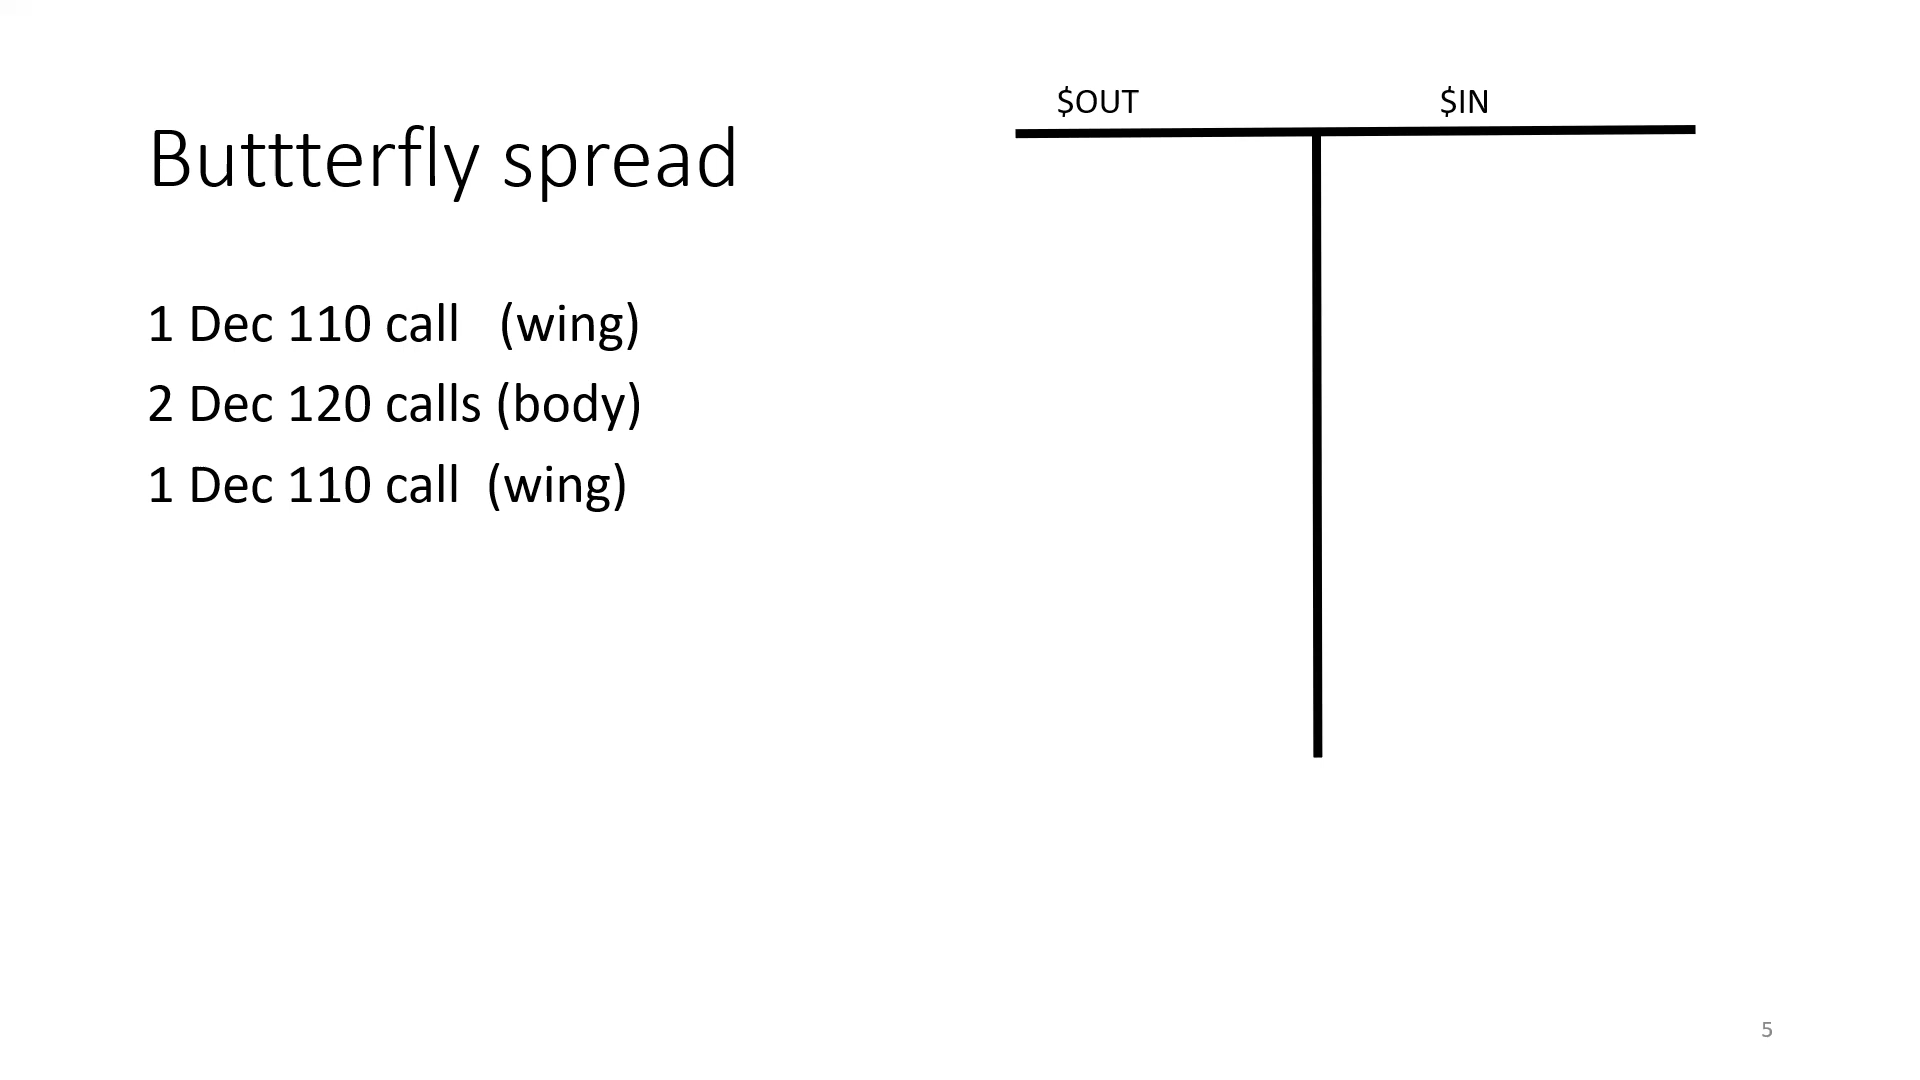 Buttterfly spread
1 Dec 110 call (wing)
2 Dec 120 calls (body)
1 Dec 110 call (wing)
$OUT $IN
5